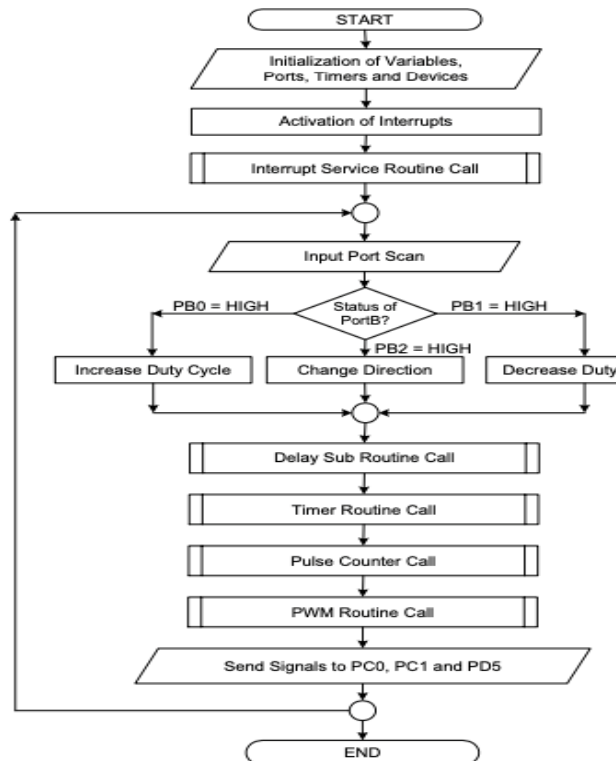 START
Initialization of Variables,
Ports, Timers and Devices
Activation of Interrupts
Interrupt Service Routine Call
Input Port Scan
PB0 = HIGH
Status of
PortB?
PB1 = HIGH
PB2 = HIGH
Increase Duty Cycle
Change Direction
Decrease Duty
Delay Sub Routine Call
Timer Routine Call
Pulse Counter Call
PWM Routine Call
Send Signals to PC0, PC1 and PD5
END